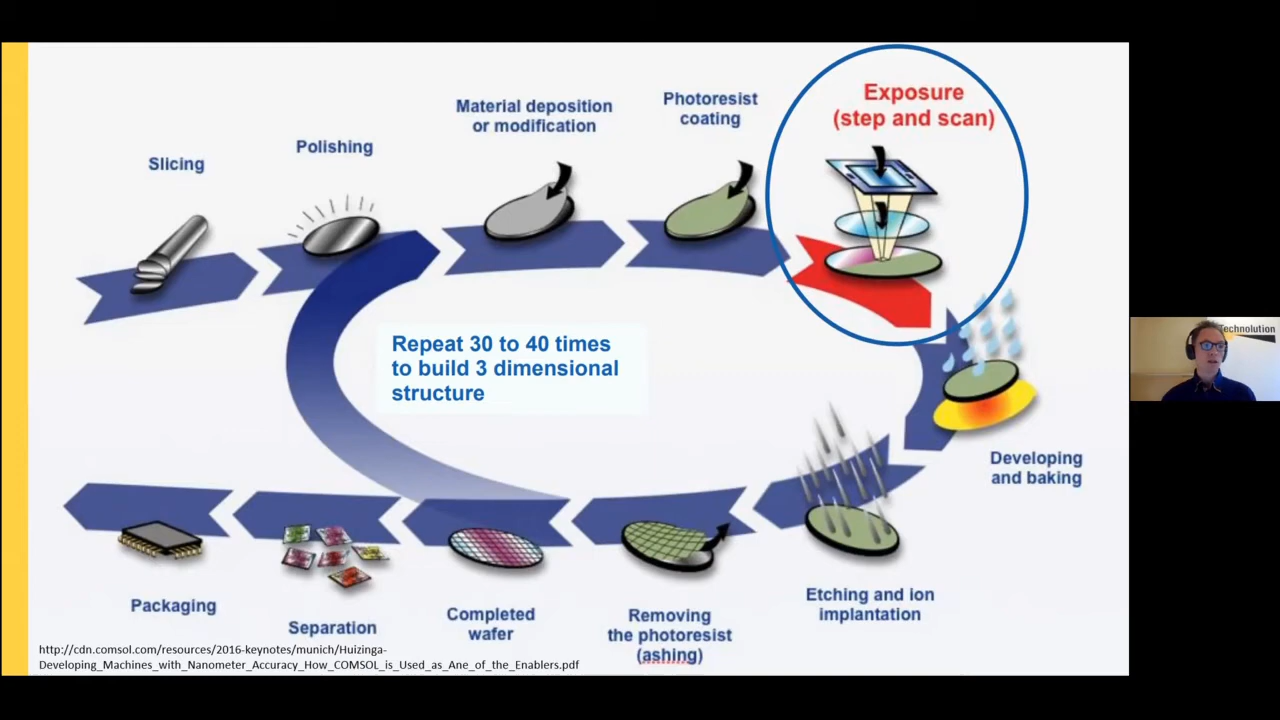 Slicing
Polishing
Material deposition
or modification
Photoresist
coating
Exposure
(step and scan)
Repeat 30 to 40 times
to build 3 dimensional
structure
Developing
and baking
Etching and ion
implantation
Removing
the photoresist
(ashing)
Completed
wafer
Separation
Packaging
http://cdn.comsol.com/resources/2016-keynotes/munich/Huizinga-
Developing_Machines_with_Nanometer_Accuracy_How_COMSOL_is_Used_as_Ane_of_the_Enablers.pdf
Technolution